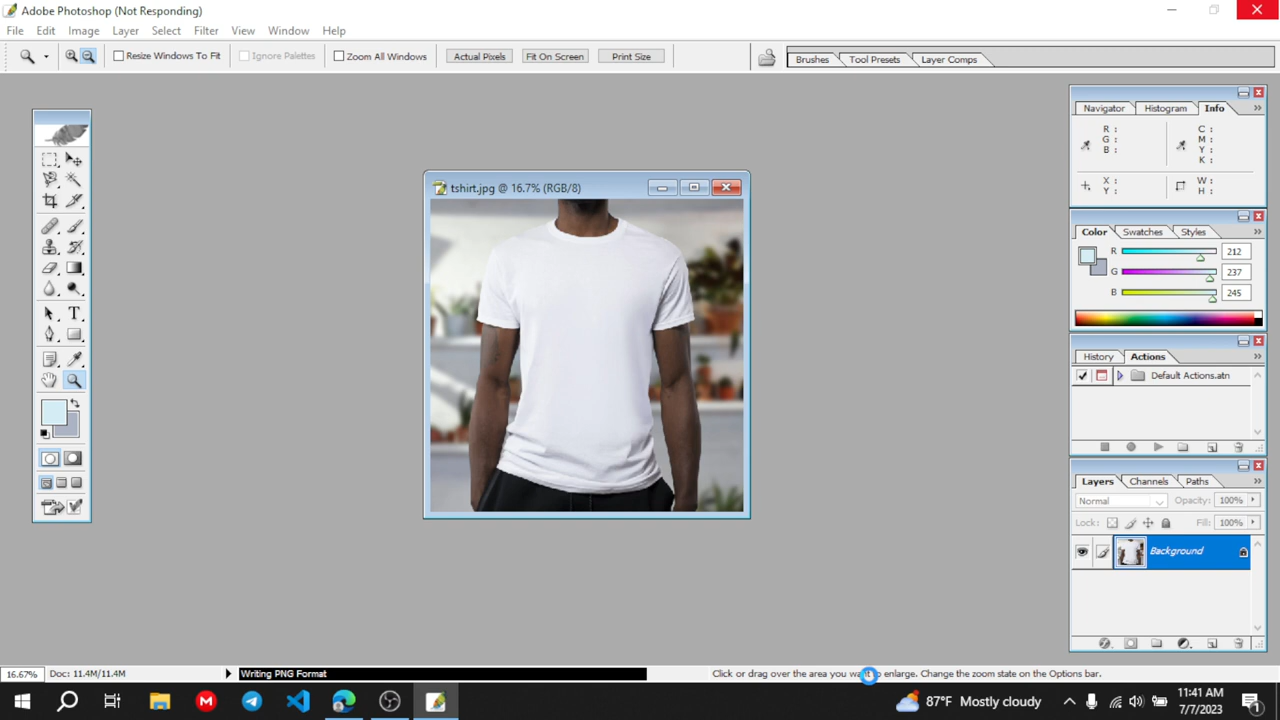 Adobe Photoshop (Not Responding)
File Edit Image Layer Select Filter View Window Help
Resize Windows To Fit Ignore Palettes Zoom All Windows Actual Pixels Fit On Screen Print Size Brushes Tool Presets Layer Comps
Navigator Histogram Info
R : C :
G : M :
B : Y :
K :
X : W :
Y : H :
tshirt.jpg @ 16.7% (RGB/8)
Color Swatches Styles
R 212
G 237
B 245
History Actions
Default Actions.atn
Layers Channels Paths
Normal Opacity: 100%
Lock: Fill: 100%
Background
16.67% Doc: 11.4M/11.4M Writing PNG Format Click or drag over the area you want to enlarge. Change the zoom state on the Options bar.
87°F Mostly cloudy
11:41 AM
7/7/2023
1